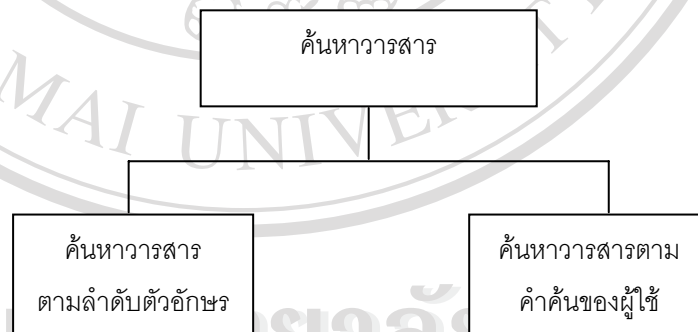 ค้นหาวารสาร
MAI UNIVER
ค้นหาวารสาร
ตามลำดับตัวอักษร
ค้นหาวารสารตาม
คำค้นของผู้ใช้